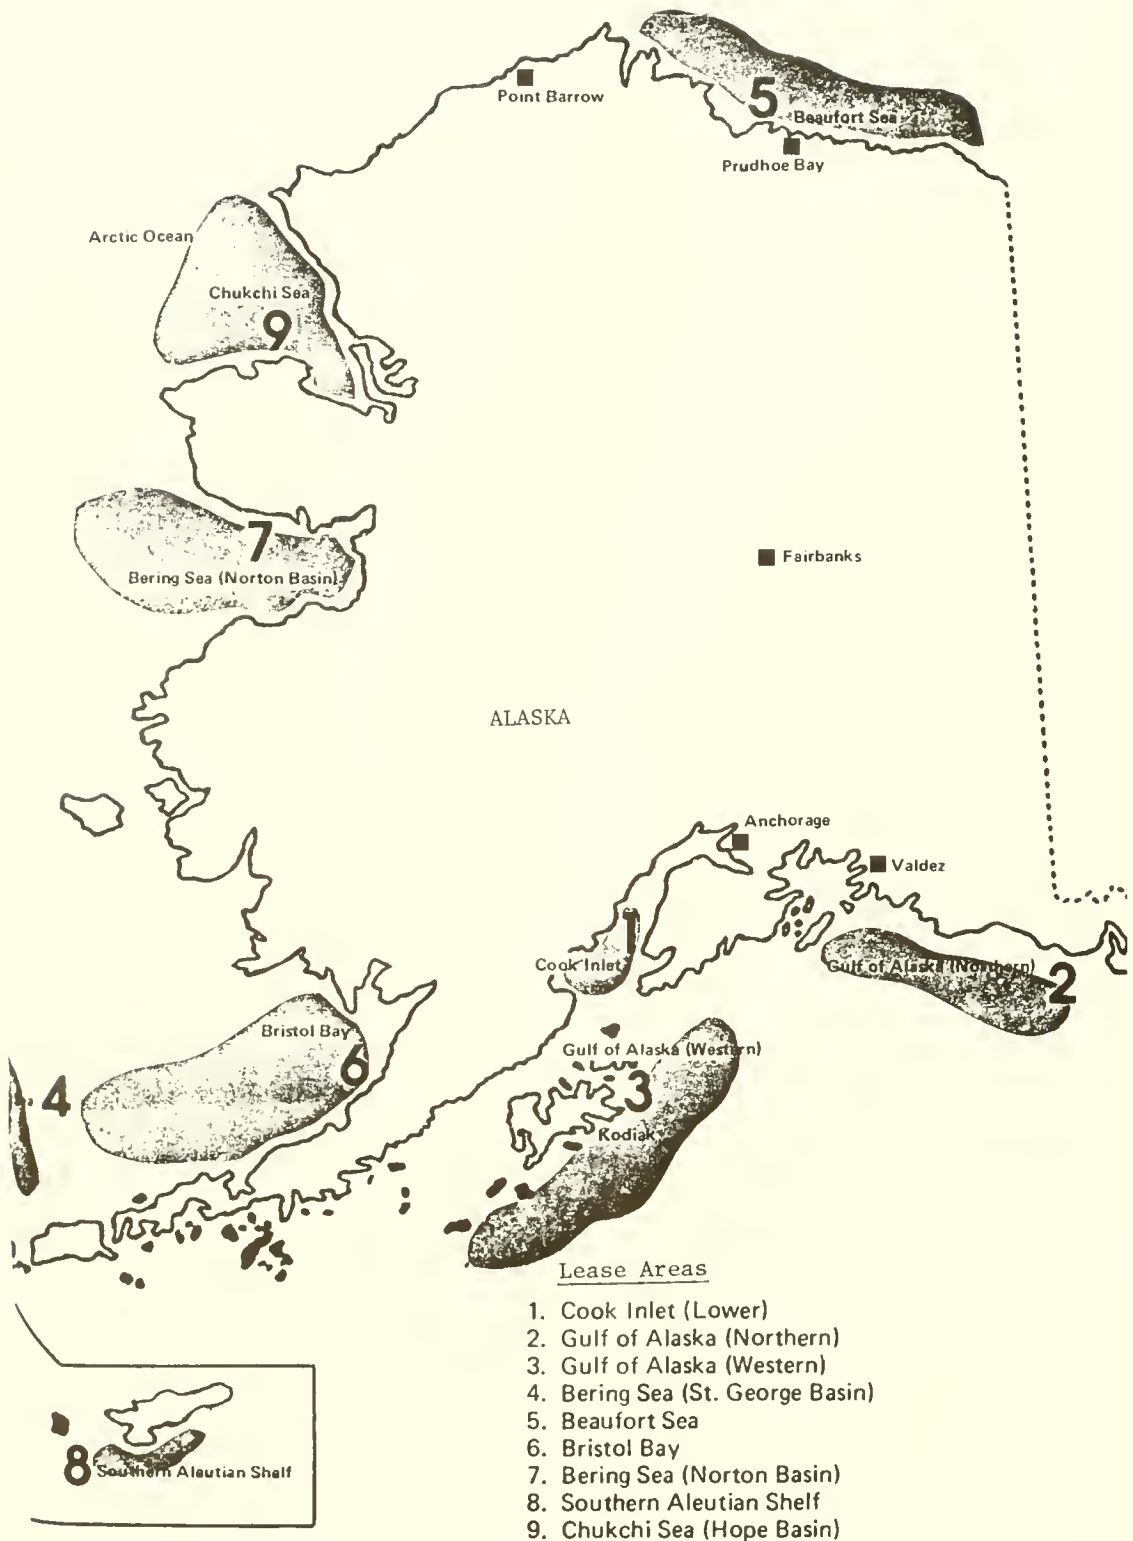 Point Barrow
5
Beaufort Sea
Prudhoe Bay
Arctic Ocean
Chukchi Sea
9
7
Bering Sea (Norton Basin)
Fairbanks
ALASKA
Anchorage
Valdez
1
Cook Inlet
Gulf of Alaska (Northern)
2
Bristol Bay
6
Gulf of Alaska (Western)
3
4
Kodiak
Lease Areas
1. Cook Inlet (Lower)
2. Gulf of Alaska (Northern)
3. Gulf of Alaska (Western)
4. Bering Sea (St. George Basin)
5. Beaufort Sea
6. Bristol Bay
7. Bering Sea (Norton Basin)
8. Southern Aleutian Shelf
9. Chukchi Sea (Hope Basin)
8
Southern Aleutian Shelf